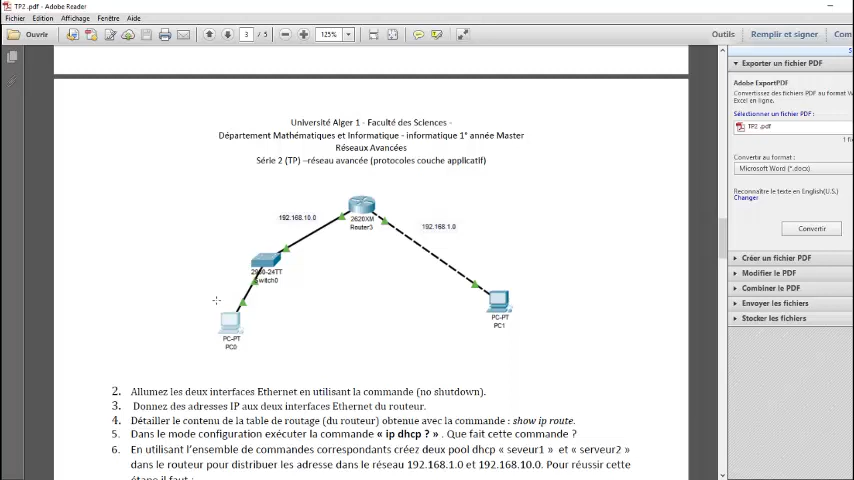 TP2 .pdf - Adobe Reader
Fichier Edition Affichage Fenêtre Aide
Ouvrir 3 / 5 125% Outils Remplir et signer
Exporter un fichier PDF
Adobe ExportPDF
Convertissez des fichiers PDF au format
Excel en ligne.
Sélectionner un fichier PDF :
TP2 .pdf
1
Convertir au format :
Microsoft Word (*.docx)
Reconnaître le texte en English(U.S.)
Changer
Convertir
Créer un fichier PDF
Modifier le PDF
Combiner le PDF
Envoyer les fichiers
Stocker les fichiers
Université Alger 1 - Faculté des Sciences -
Département Mathématiques et Informatique - informatique 1° année Master
Réseaux Avancées
Série 2 (TP) –réseau avancée (protocoles couche applicatif)
192.168.10.0
2620XM
Router3
192.168.1.0
2960-24TT
witch0
PC-PT
PC0
PC-PT
PC1
2. Allumez les deux interfaces Ethernet en utilisant la commande (no shutdown).
3. Donnez des adresses IP aux deux interfaces Ethernet du routeur.
4. Détailler le contenu de la table de routage (du routeur) obtenue avec la commande : show ip route.
5. Dans le mode configuration exécuter la commande « ip dhcp ? » . Que fait cette commande ?
6. En utilisant l'ensemble de commandes correspondants créez deux pool dhcp « seveur1 » et « serveur2 »
dans le routeur pour distribuer les adresse dans le réseau 192.168.1.0 et 192.168.10.0. Pour réussir cette
étape il faut :